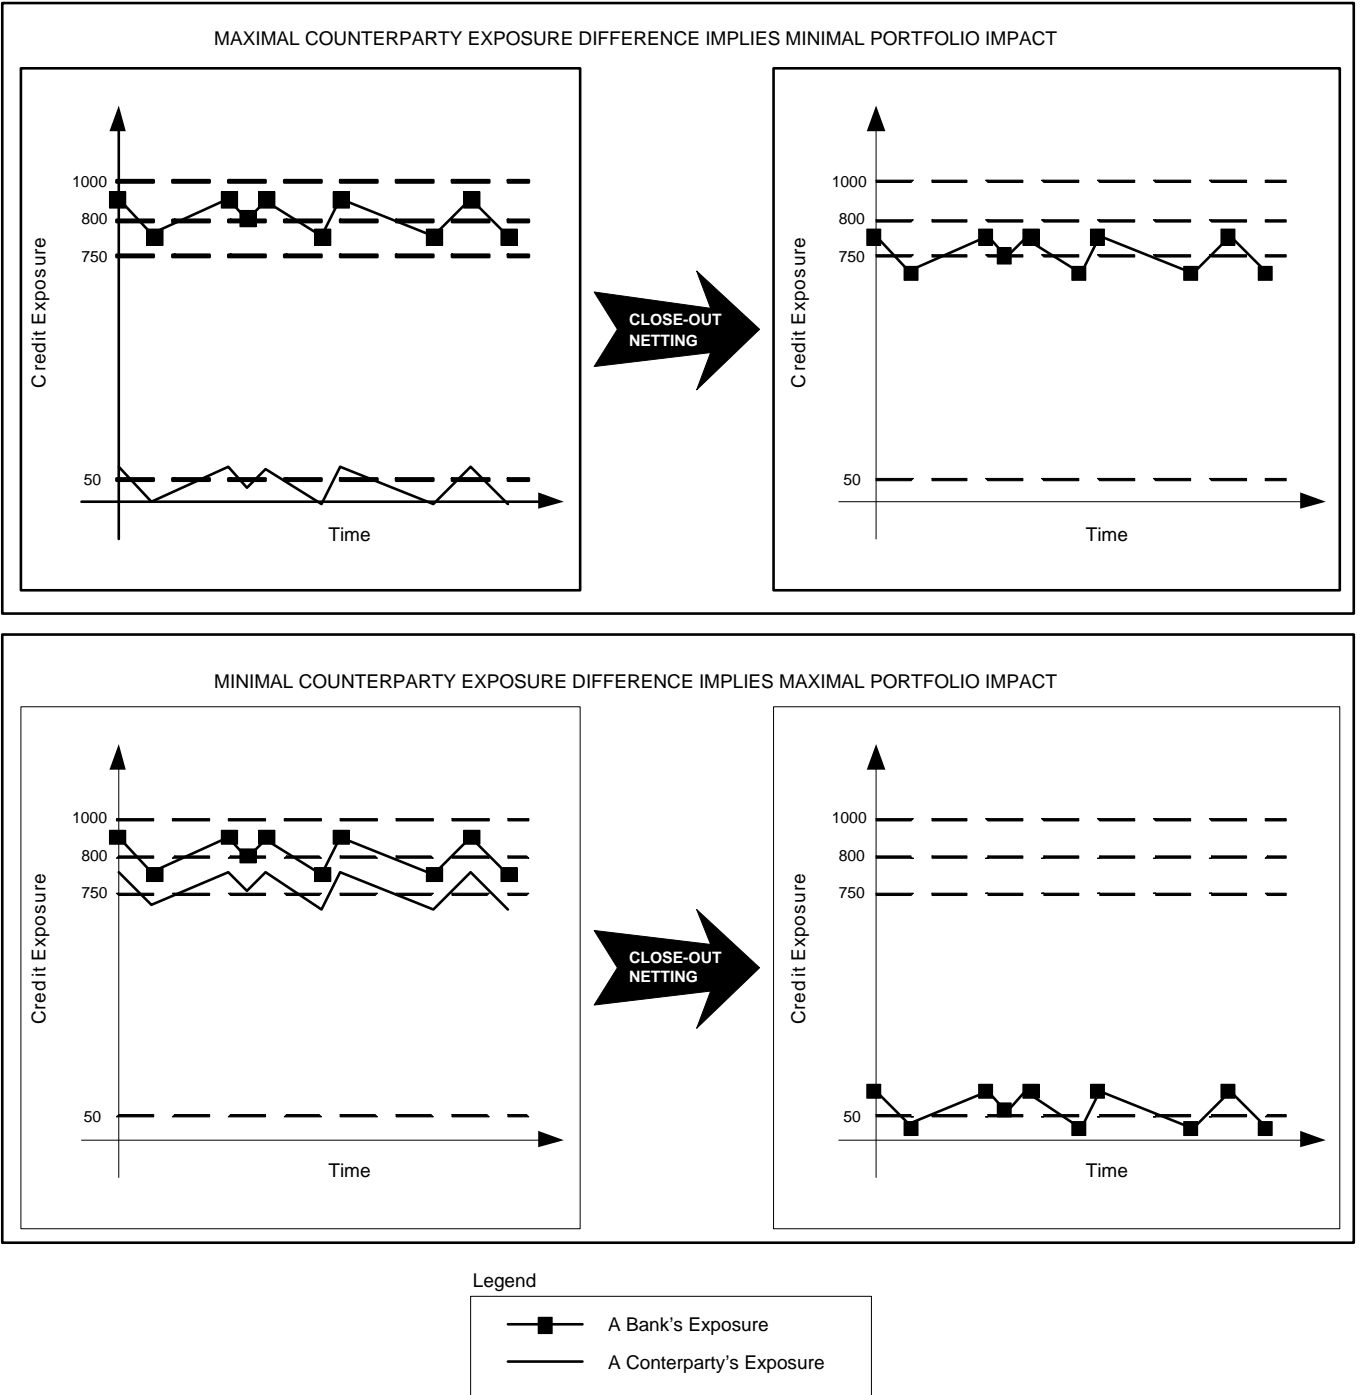 MAXIMAL COUNTERPARTY EXPOSURE DIFFERENCE IMPLIES MINIMAL PORTFOLIO IMPACT
1000
800
750
50
Credit Exposure
Time
CLOSE-OUT
NETTING
1000
800
750
50
Credit Exposure
Time
MINIMAL COUNTERPARTY EXPOSURE DIFFERENCE IMPLIES MAXIMAL PORTFOLIO IMPACT
1000
800
750
50
Credit Exposure
Time
CLOSE-OUT
NETTING
1000
800
750
50
Credit Exposure
Time
Legend
A Bank's Exposure
A Conterparty's Exposure